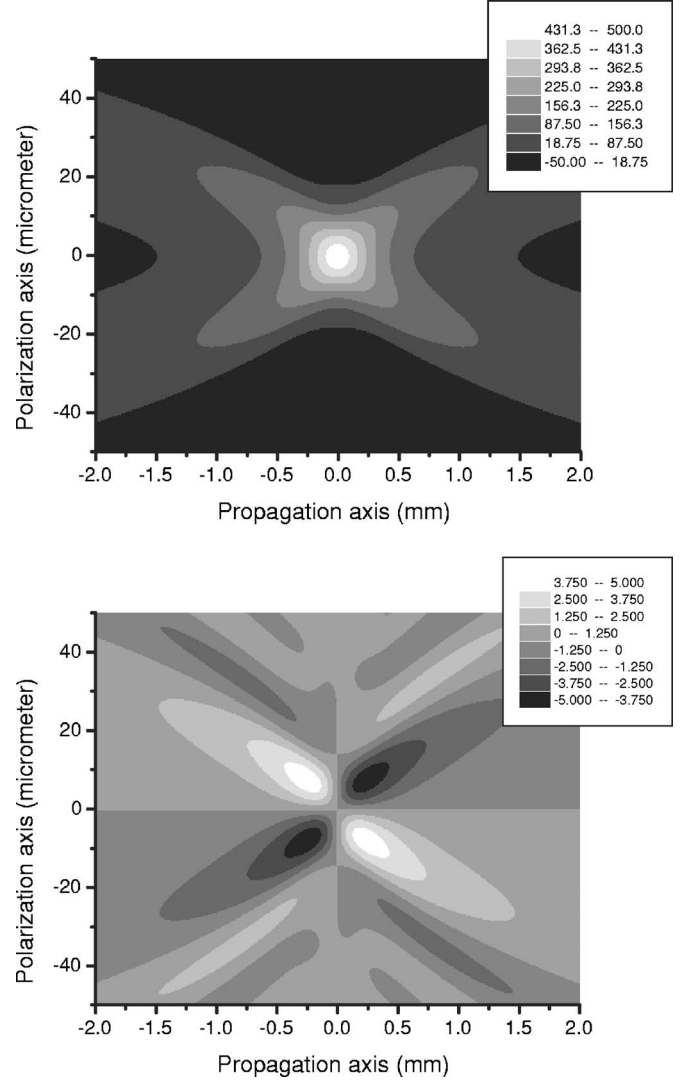 431.3 -- 500.0
362.5 -- 431.3
293.8 -- 362.5
225.0 -- 293.8
156.3 -- 225.0
87.50 -- 156.3
18.75 -- 87.50
-50.00 -- 18.75
40
20
0
-20
-40
Polarization axis (micrometer)
-2.0 -1.5 -1.0 -0.5 0.0 0.5 1.0 1.5 2.0
Propagation axis (mm)
3.750 -- 5.000
2.500 -- 3.750
1.250 -- 2.500
0 -- 1.250
-1.250 -- 0
-2.500 -- -1.250
-3.750 -- -2.500
-5.000 -- -3.750
40
20
0
-20
-40
Polarization axis (micrometer)
-2.0 -1.5 -1.0 -0.5 0.0 0.5 1.0 1.5 2.0
Propagation axis (mm)